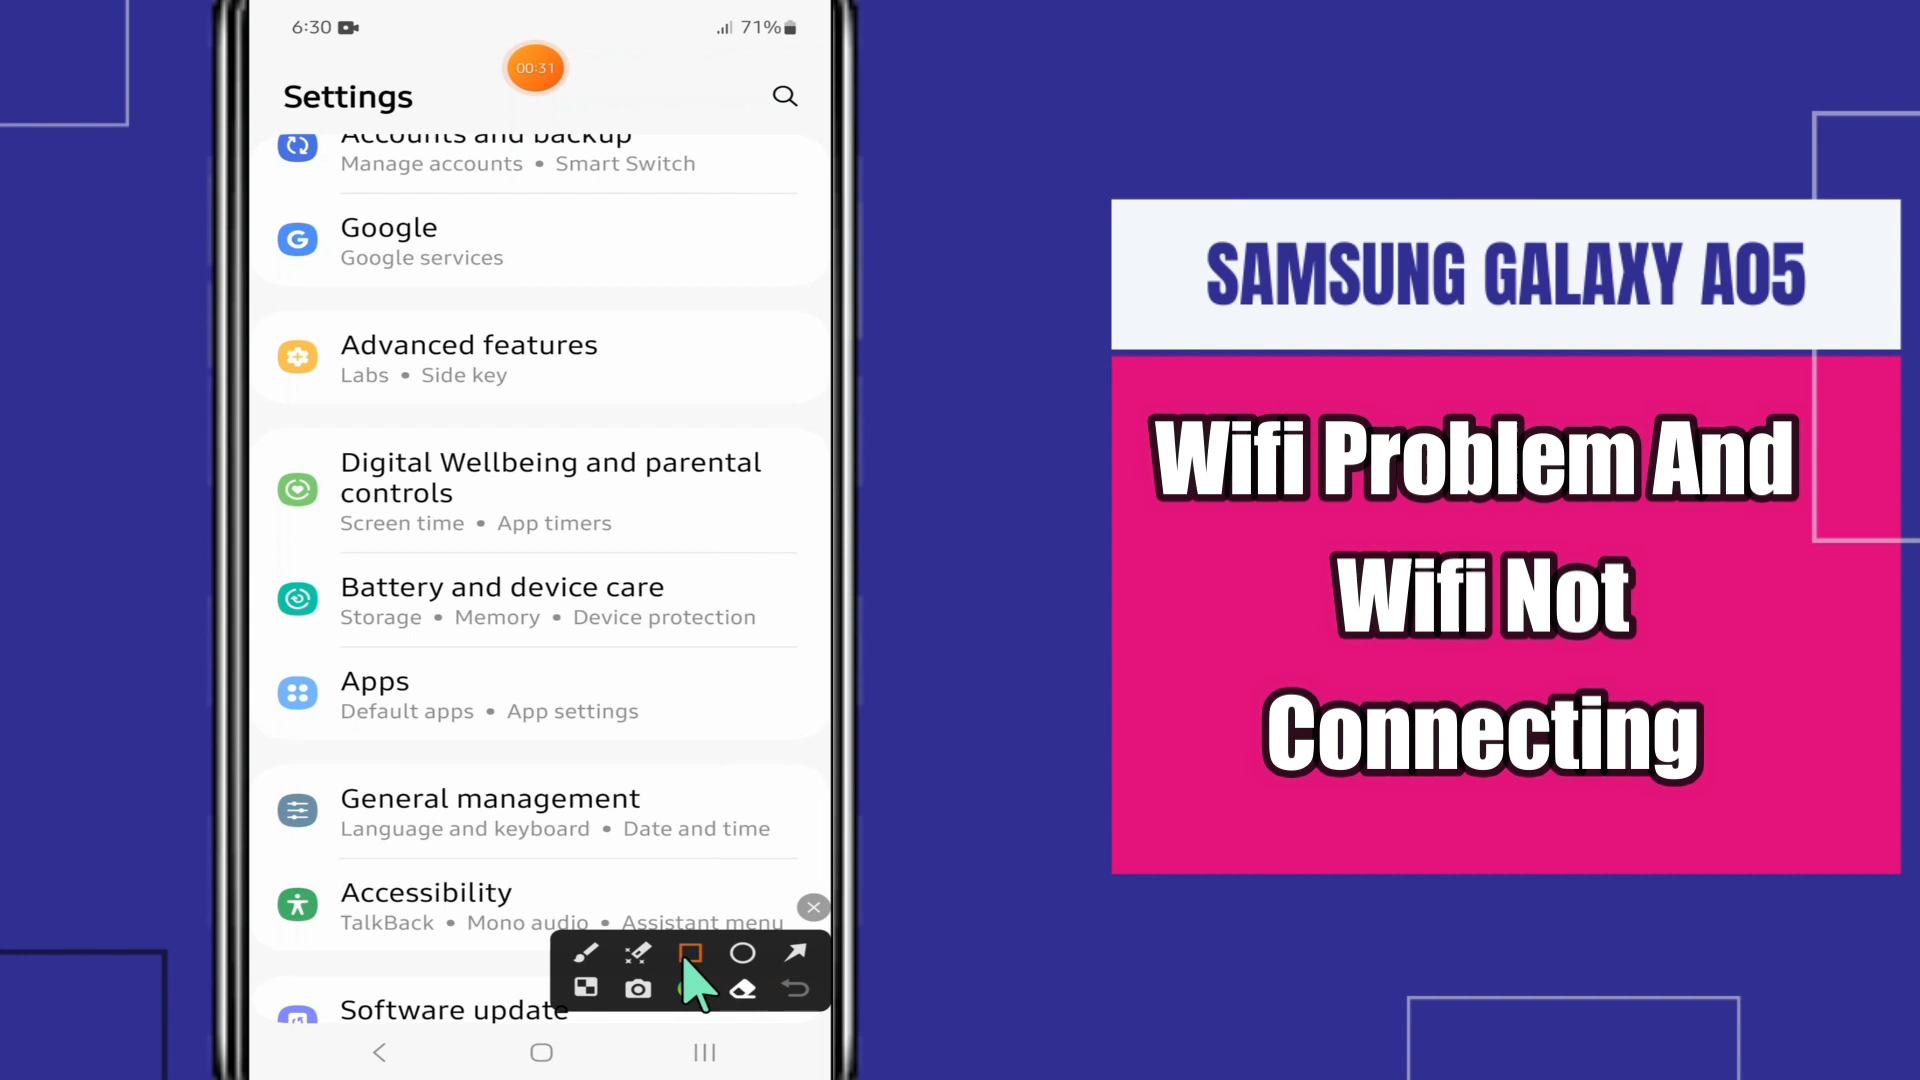 6:30
71%
00:31
Settings
Accounts and backup
Manage accounts • Smart Switch
Google
Google services
Advanced features
Labs • Side key
Digital Wellbeing and parental
controls
Screen time • App timers
Battery and device care
Storage • Memory • Device protection
Apps
Default apps • App settings
General management
Language and keyboard • Date and time
Accessibility
TalkBack • Mono audio • Assistant menu
Software update
SAMSUNG GALAXY A05
Wifi Problem And
Wifi Not
Connecting